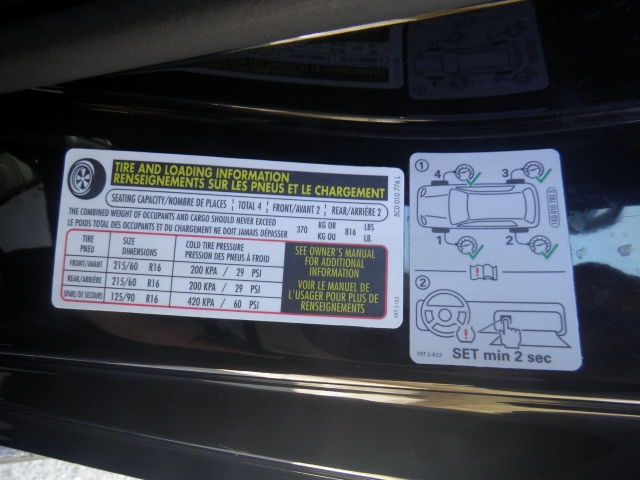 TIRE AND LOADING INFORMATION
RENSEIGNEMENTS SUR LES PNEUS ET LE CHARGEMENT
SEATING CAPACITY/NOMBRE DE PLACES TOTAL 4 FRONT/AVANT 2 REAR/ARRIÈRE 2
THE COMBINED WEIGHT OF OCCUPANTS AND CARGO SHOULD NEVER EXCEED 370 KG OR 816 LBS
LE POIDS TOTAL DES OCCUPANTS ET DU CHARGEMENT NE DOIT JAMAIS DÉPASSER KG OU LB.
TIRE SIZE COLD TIRE PRESSURE
PNEU DIMENSIONS PRESSION DES PNEUS À FROID
FRONT/AVANT 215/60 R16 200 KPA / 29 PSI
REAR/ARRIÈRE 215/60 R16 200 KPA / 29 PSI
SPARE/DE SECOURS 125/90 R16 420 KPA / 60 PSI
SEE OWNER'S MANUAL
FOR ADDITIONAL
INFORMATION
VOIR LE MANUEL DE
L'USAGER POUR PLUS DE
RENSEIGNEMENTS
5C0 010 776 L
1
4 3
1 2
2
SET min 2 sec